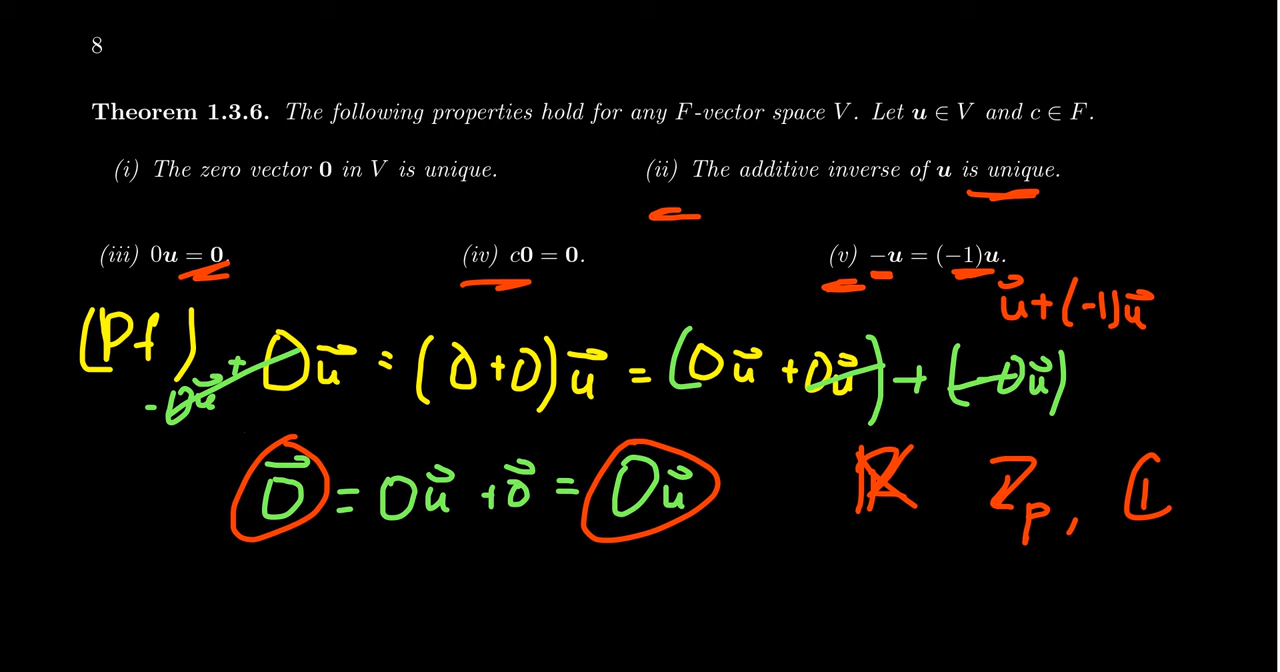 8
Theorem 1.3.6. The following properties hold for any F-vector space V. Let u ∈ V and c ∈ F.
(i) The zero vector 0 in V is unique.
(ii) The additive inverse of u is unique.
(iii) 0u = 0.
(iv) c0 = 0.
(v) −u = (−1)u.
u⃗ + (-1)u⃗
(Pf)
-0u⃗ + 0u⃗ = (0+0)u⃗ = (0u⃗ + 0u⃗) + (-0u⃗)
0⃗ = 0u⃗ + 0⃗ = 0u⃗
ℝ ℤp, ℂ